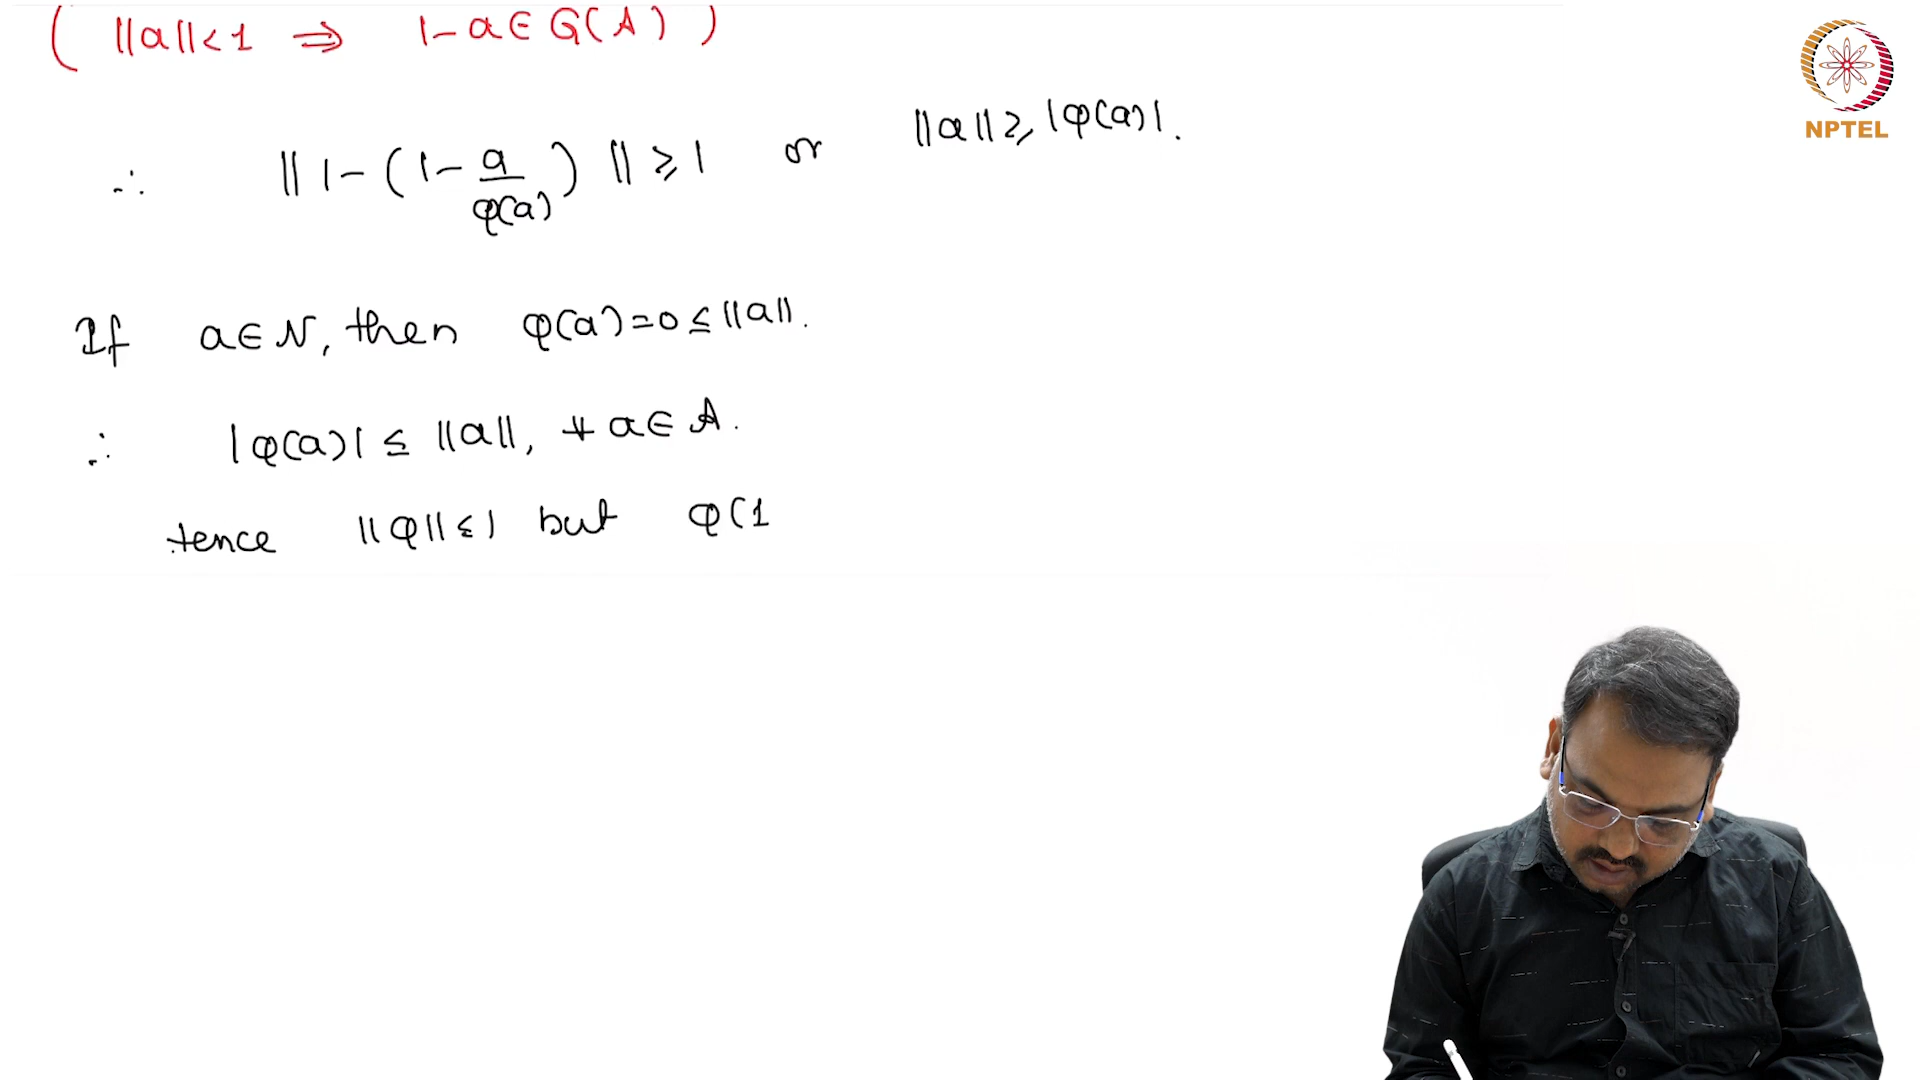 ( ||a|| < 1 ⇒ 1 - a ∈ G(A) )
∴ || 1 - ( 1 - a/φ(a) ) || ≥ 1 or ||a|| ≥ |φ(a)|.
If a ∈ N, then φ(a) = 0 ≤ ||a||.
∴ |φ(a)| ≤ ||a||, ∀ a ∈ A.
Hence ||φ|| ≤ 1 but φ(1
NPTEL